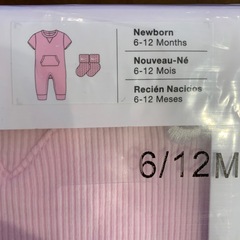 Newborn
6-12 Months
Nouveau-Né
6-12 Mois
Recién Nacidos
6-12 Meses
6/12M